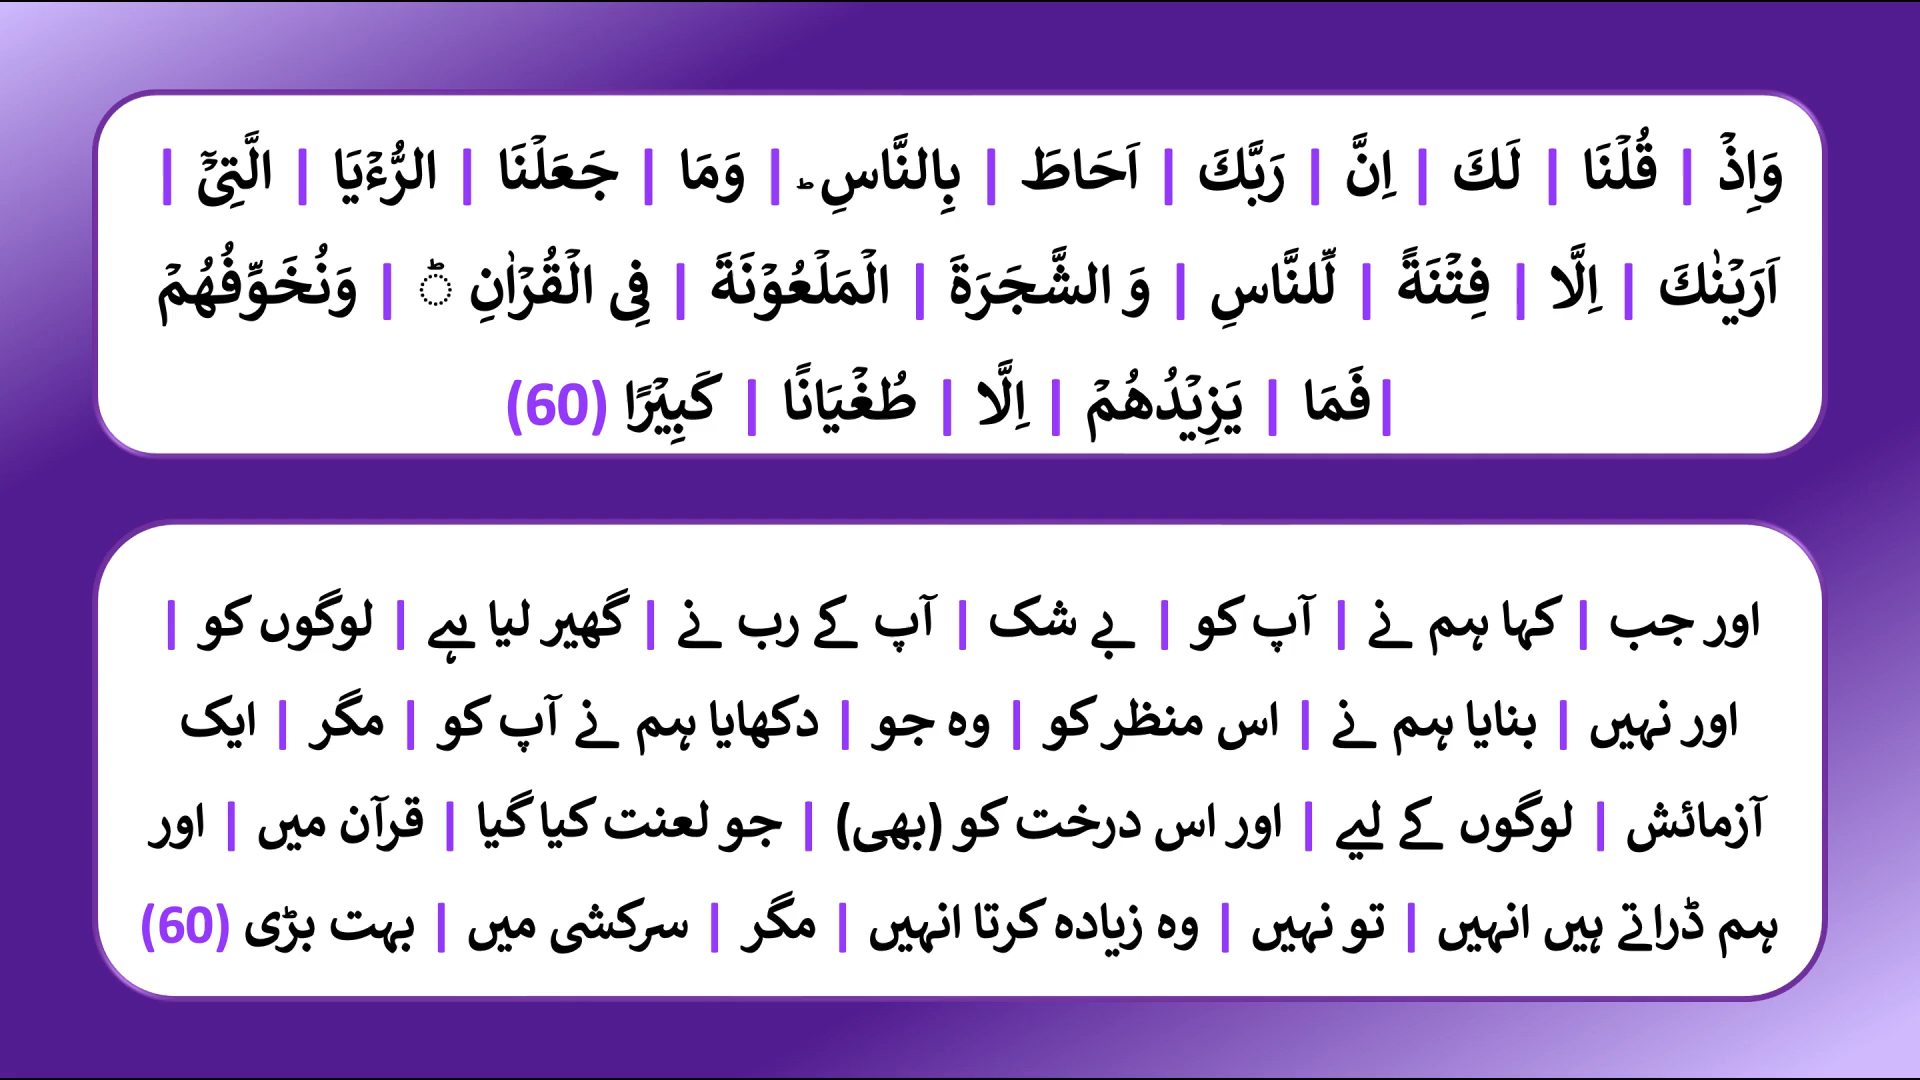 وَاِذۡ | قُلۡنَا | لَكَ | اِنَّ | رَبَّكَ | اَحَاطَ | بِالنَّاسِ ؕ | وَمَا | جَعَلۡنَا | الرُّءۡيَا | الَّتِىۡۤ |
اَرَيۡنٰكَ | اِلَّا | فِتۡنَةً | لِّلنَّاسِ | وَ الشَّجَرَةَ | الۡمَلۡعُوۡنَةَ | فِى الۡقُرۡاٰنِ ؕ | وَنُخَوِّفُهُمۡ
| فَمَا | يَزِيۡدُهُمۡ | اِلَّا | طُغۡيَانًا | كَبِيۡرًا (60)
اور جب | کہا ہم نے | آپ کو | بے شک | آپ کے رب نے | گھیر لیا ہے | لوگوں کو |
اور نہیں | بنایا ہم نے | اس منظر کو | وہ جو | دکھایا ہم نے آپ کو | مگر | ایک
آزمائش | لوگوں کے لیے | اور اس درخت کو (بھی) | جو لعنت کیا گیا | قرآن میں | اور
ہم ڈراتے ہیں انہیں | تو نہیں | وہ زیادہ کرتا انہیں | مگر | سرکشی میں | بہت بڑی (60)